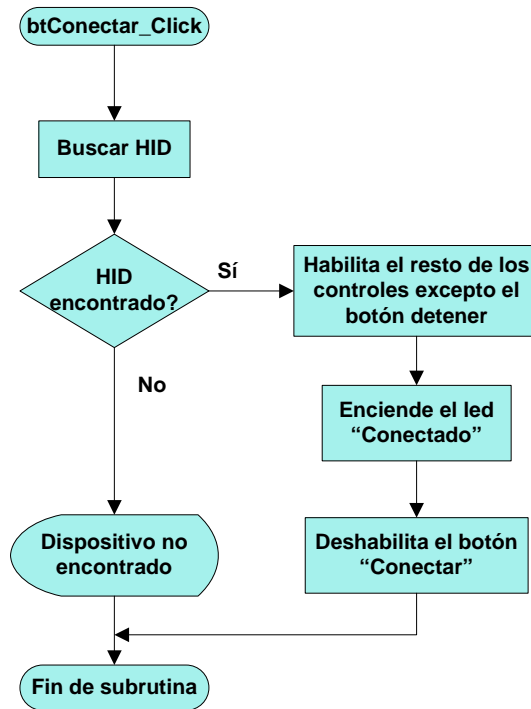 btConectar_Click
Buscar HID
HID
encontrado?
Sí
Habilita el resto de los
controles excepto el
botón detener
No
Enciende el led
“Conectado”
Dispositivo no
encontrado
Deshabilita el botón
“Conectar”
Fin de subrutina